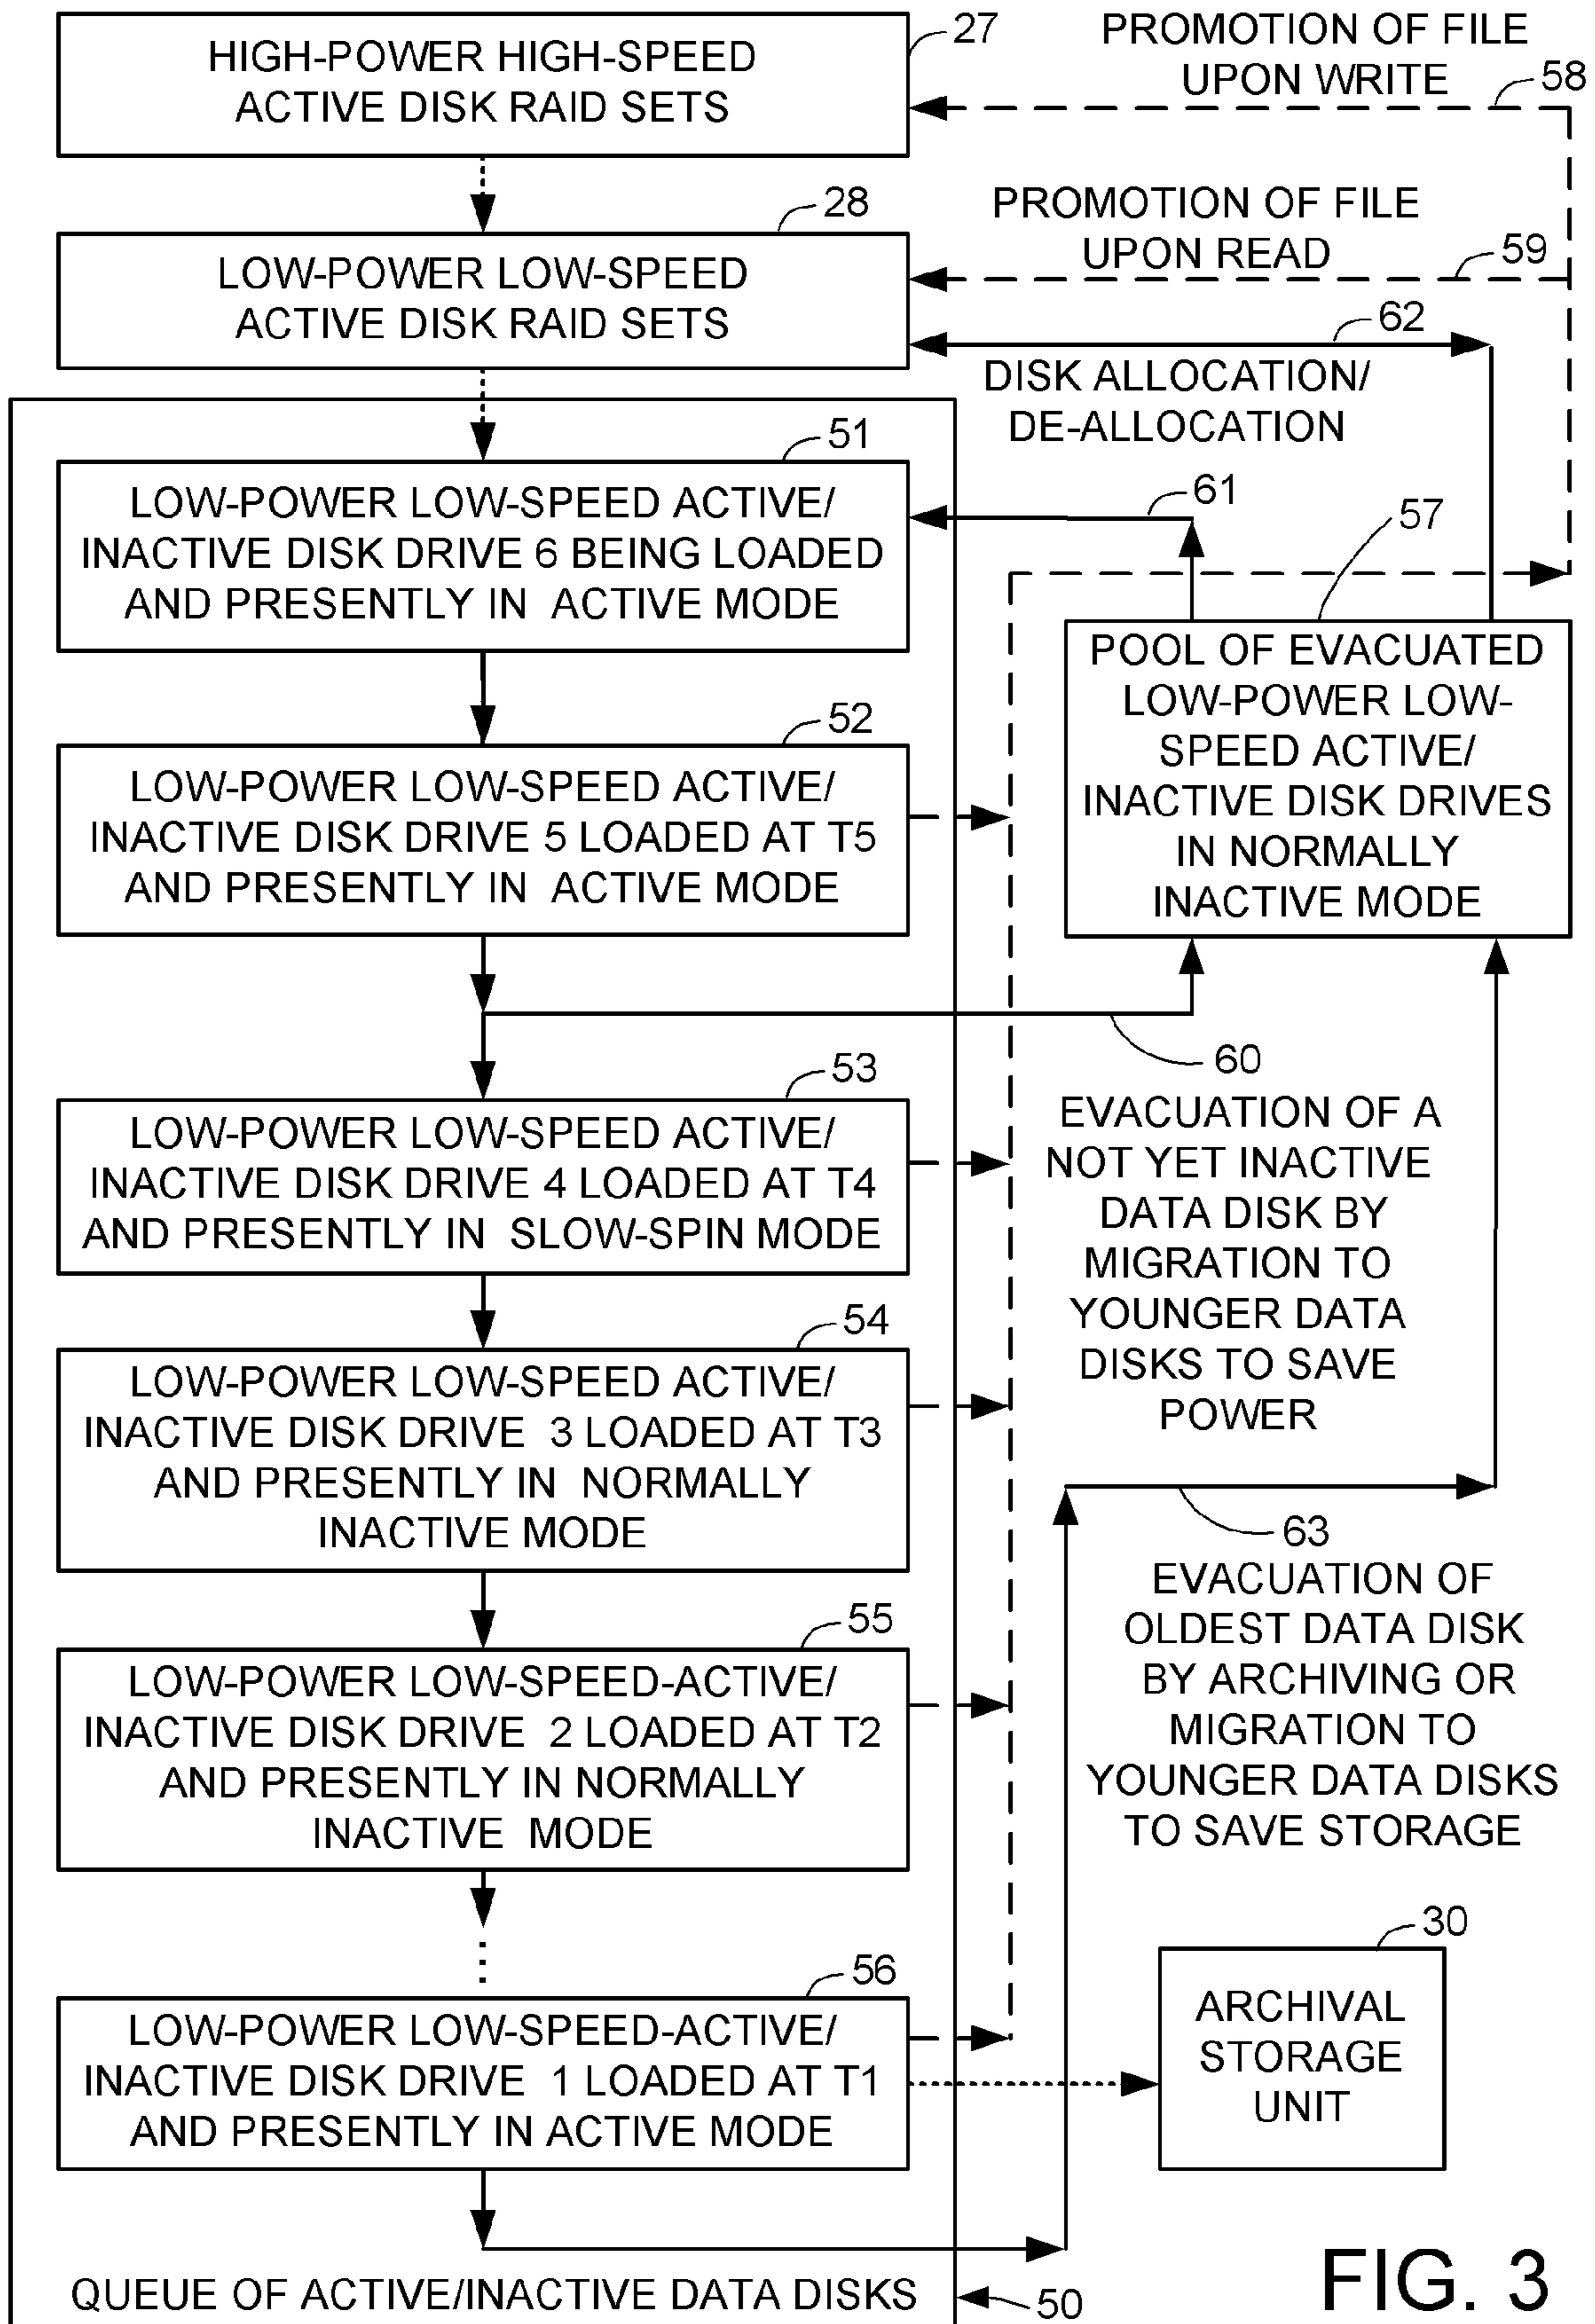 HIGH-POWER HIGH-SPEED
ACTIVE DISK RAID SETS
27
PROMOTION OF FILE
UPON WRITE
58
LOW-POWER LOW-SPEED
ACTIVE DISK RAID SETS
28
PROMOTION OF FILE
UPON READ
59
62
DISK ALLOCATION/
DE-ALLOCATION
51
LOW-POWER LOW-SPEED ACTIVE/
INACTIVE DISK DRIVE 6 BEING LOADED
AND PRESENTLY IN ACTIVE MODE
61
57
POOL OF EVACUATED
LOW-POWER LOW-
SPEED ACTIVE/
INACTIVE DISK DRIVES
IN NORMALLY
INACTIVE MODE
52
LOW-POWER LOW-SPEED ACTIVE/
INACTIVE DISK DRIVE 5 LOADED AT T5
AND PRESENTLY IN ACTIVE MODE
60
EVACUATION OF A
NOT YET INACTIVE
DATA DISK BY
MIGRATION TO
YOUNGER DATA
DISKS TO SAVE
POWER
53
LOW-POWER LOW-SPEED ACTIVE/
INACTIVE DISK DRIVE 4 LOADED AT T4
AND PRESENTLY IN SLOW-SPIN MODE
54
LOW-POWER LOW-SPEED ACTIVE/
INACTIVE DISK DRIVE 3 LOADED AT T3
AND PRESENTLY IN NORMALLY
INACTIVE MODE
63
EVACUATION OF
OLDEST DATA DISK
BY ARCHIVING OR
MIGRATION TO
YOUNGER DATA DISKS
TO SAVE STORAGE
55
LOW-POWER LOW-SPEED-ACTIVE/
INACTIVE DISK DRIVE 2 LOADED AT T2
AND PRESENTLY IN NORMALLY
INACTIVE MODE
56
LOW-POWER LOW-SPEED-ACTIVE/
INACTIVE DISK DRIVE 1 LOADED AT T1
AND PRESENTLY IN ACTIVE MODE
30
ARCHIVAL
STORAGE
UNIT
QUEUE OF ACTIVE/INACTIVE DATA DISKS
50
FIG. 3